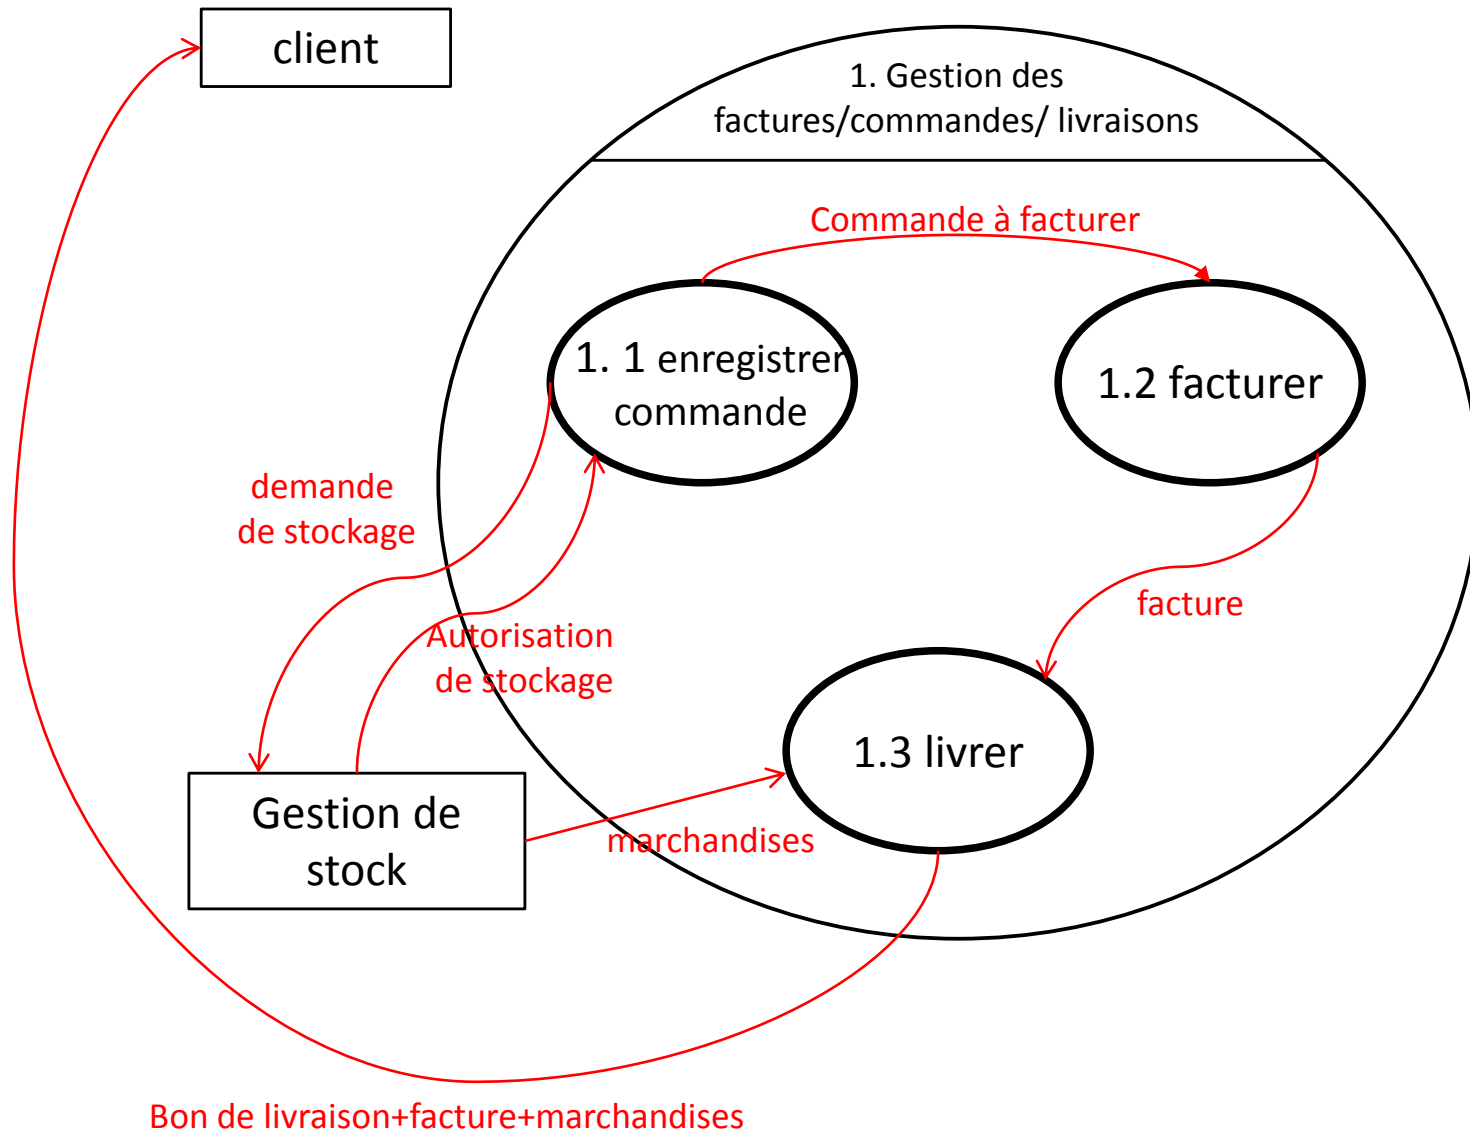 client
1. Gestion des
factures/commandes/ livraisons
Commande à facturer
1. 1 enregistrer
commande
1.2 facturer
demande
de stockage
facture
Autorisation
de stockage
1.3 livrer
Gestion de
stock
marchandises
Bon de livraison+facture+marchandises